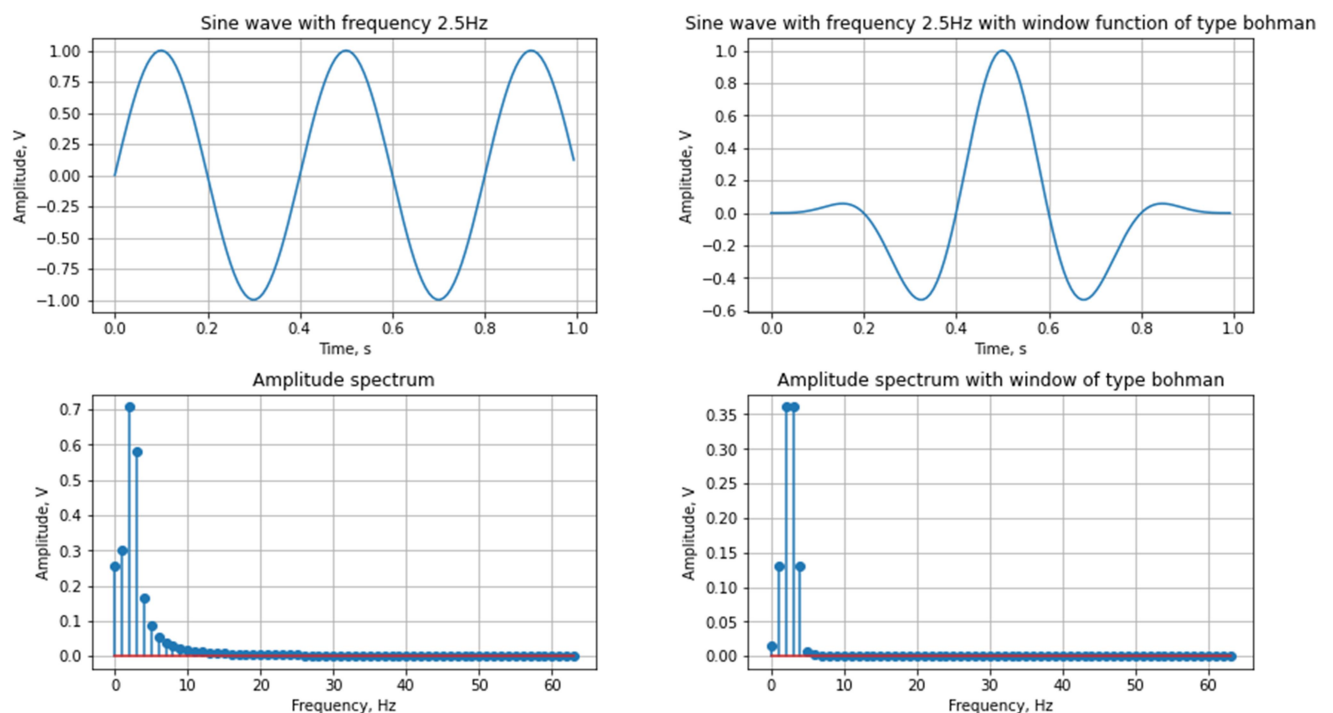 Sine wave with frequency 2.5Hz
1.00
0.75
0.50
0.25
0.00
−0.25
−0.50
−0.75
−1.00
Amplitude, V
0.0 0.2 0.4 0.6 0.8 1.0
Time, s
Sine wave with frequency 2.5Hz with window function of type bohman
1.0
0.8
0.6
0.4
0.2
0.0
−0.2
−0.4
−0.6
Amplitude, V
0.0 0.2 0.4 0.6 0.8 1.0
Time, s
Amplitude spectrum
0.7
0.6
0.5
0.4
0.3
0.2
0.1
0.0
Amplitude, V
0 10 20 30 40 50 60
Frequency, Hz
Amplitude spectrum with window of type bohman
0.35
0.30
0.25
0.20
0.15
0.10
0.05
0.00
Amplitude, V
0 10 20 30 40 50 60
Frequency, Hz